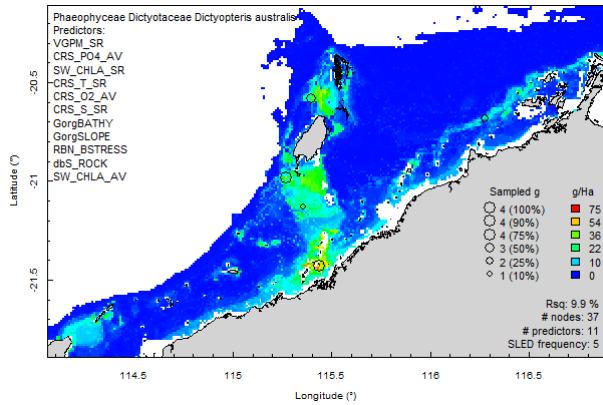 Phaeophyceae Dictyotaceae Dictyopteris australis
Predictors:
VGPM_SR
CRS_PO4_AV
SW_CHLA_SR
CRS_T_SR
CRS_O2_AV
CRS_S_SR
GorgBATHY
GorgSLOPE
RBN_BSTRESS
dbS_ROCK
SW_CHLA_AV
20.5
21
21.5
Latitude (°)
Sampled g
4 (100%)
4 (90%)
4 (75%)
3 (50%)
2 (25%)
1 (10%)
g/Ha
75
54
36
22
10
0
Rsq: 9.9 %
# nodes: 37
# predictors: 11
SLED frequency: 5
114.5 115 115.5 116 116.5
Longitude (°)